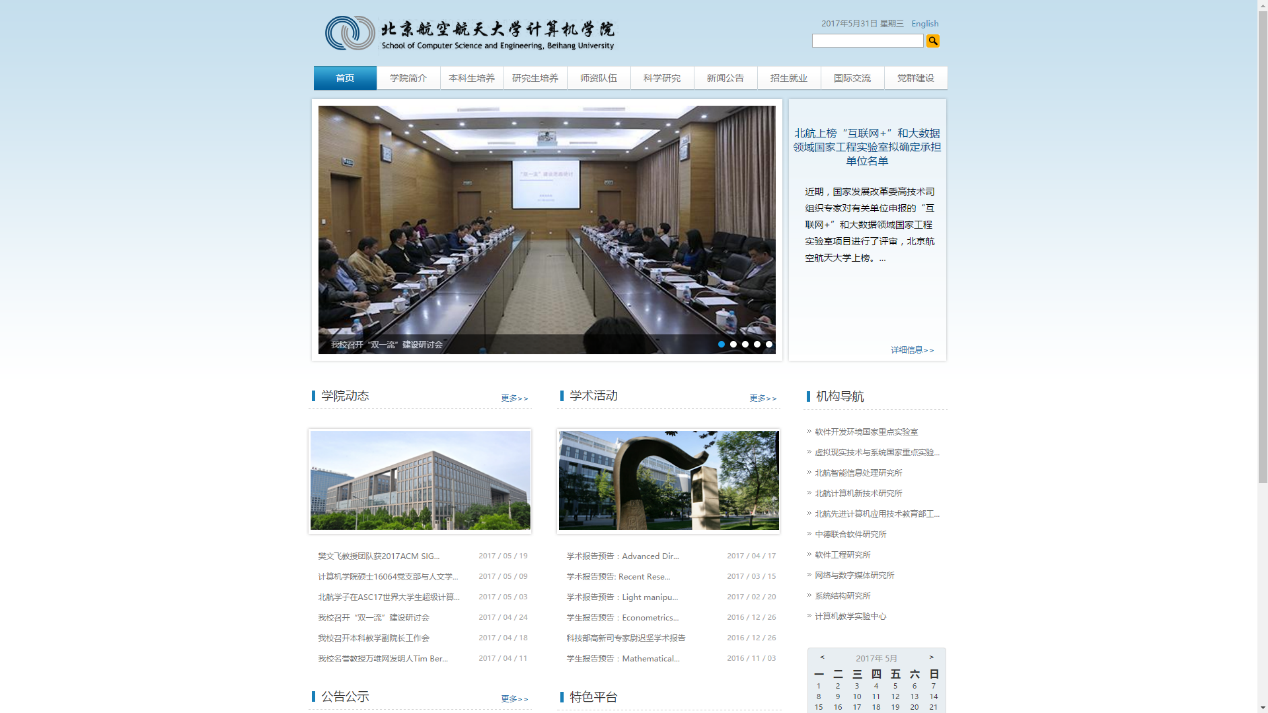 北京航空航天大学计算机学院
School of Computer Science and Engineering, Beihang University
2017年5月31日 星期三 English
首页 学院简介 本科生培养 研究生培养 师资队伍 科学研究 新闻公告 招生就业 国际交流 党群建设
我校召开“双一流”建设研讨会
北航上榜“互联网+”和大数据
领域国家工程实验室拟确定承担
单位名单
近期，国家发展改革委高技术司
组织专家对有关单位申报的“互
联网+”和大数据领域国家工程
实验室项目进行了评审，北京航
空航天大学上榜。...
详细信息>>
学院动态 更多>>
樊文飞教授团队获2017ACM SIG... 2017 / 05 / 19
计算机学院硕士16064党支部与人文学... 2017 / 05 / 09
北航学子在ASC17世界大学生超级计算... 2017 / 05 / 03
我校召开“双一流”建设研讨会 2017 / 04 / 24
我校召开本科教学副院长工作会 2017 / 04 / 18
我校名誉教授万维网发明人Tim Ber... 2017 / 04 / 11
学术活动 更多>>
学术报告预告：Advanced Dir... 2017 / 04 / 17
学术报告预告: Recent Rese... 2017 / 03 / 15
学术报告预告：Light manipu... 2017 / 02 / 20
学生报告预告：Econometrics... 2016 / 12 / 26
科技部高新司专家尉迟坚学术报告 2016 / 12 / 26
学生报告预告：Mathematical... 2016 / 11 / 03
机构导航
» 软件开发环境国家重点实验室
» 虚拟现实技术与系统国家重点实验...
» 北航智能信息处理研究所
» 北航计算机新技术研究所
» 北航先进计算机应用技术教育部工...
» 中德联合软件研究所
» 软件工程研究所
» 网络与数字媒体研究所
» 系统结构研究所
» 计算机教学实验中心
< 2017年 5月 >
一 二 三 四 五 六 日
1 2 3 4 5 6 7
8 9 10 11 12 13 14
15 16 17 18 19 20 21
公告公示 更多>>
特色平台